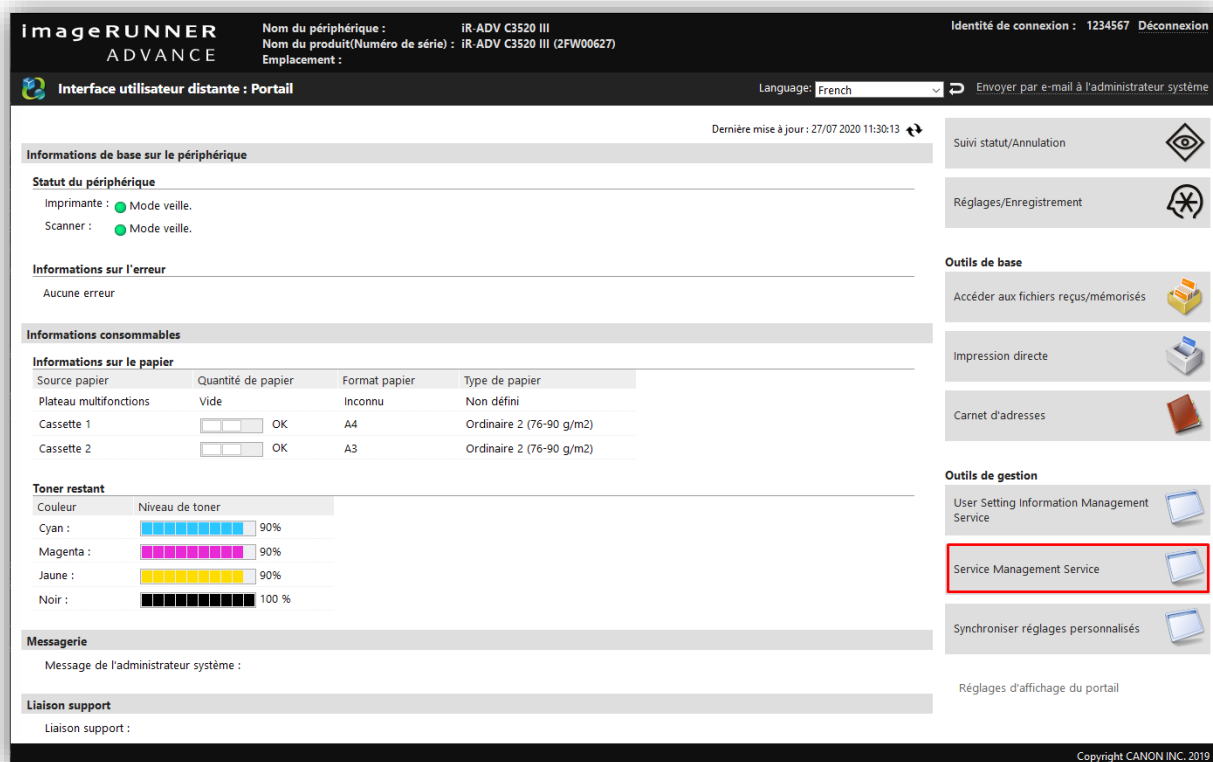 imageRUNNER
ADVANCE
Nom du périphérique : iR-ADV C3520 III
Nom du produit(Numéro de série) : iR-ADV C3520 III (2FW00627)
Emplacement :
Identité de connexion : 1234567 Déconnexion
Interface utilisateur distante : Portail
Language: French
Envoyer par e-mail à l'administrateur système
Dernière mise à jour : 27/07 2020 11:30:13
Informations de base sur le périphérique
Statut du périphérique
Imprimante : Mode veille.
Scanner : Mode veille.
Informations sur l'erreur
Aucune erreur
Informations consommables
Informations sur le papier
Source papier Quantité de papier Format papier Type de papier
Plateau multifonctions Vide Inconnu Non défini
Cassette 1 OK A4 Ordinaire 2 (76-90 g/m2)
Cassette 2 OK A3 Ordinaire 2 (76-90 g/m2)
Toner restant
Couleur Niveau de toner
Cyan : 90%
Magenta : 90%
Jaune : 90%
Noir : 100 %
Messagerie
Message de l'administrateur système :
Liaison support
Liaison support :
Suivi statut/Annulation
Réglages/Enregistrement
Outils de base
Accéder aux fichiers reçus/mémorisés
Impression directe
Carnet d'adresses
Outils de gestion
User Setting Information Management
Service
Service Management Service
Synchroniser réglages personnalisés
Réglages d'affichage du portail
Copyright CANON INC. 2019